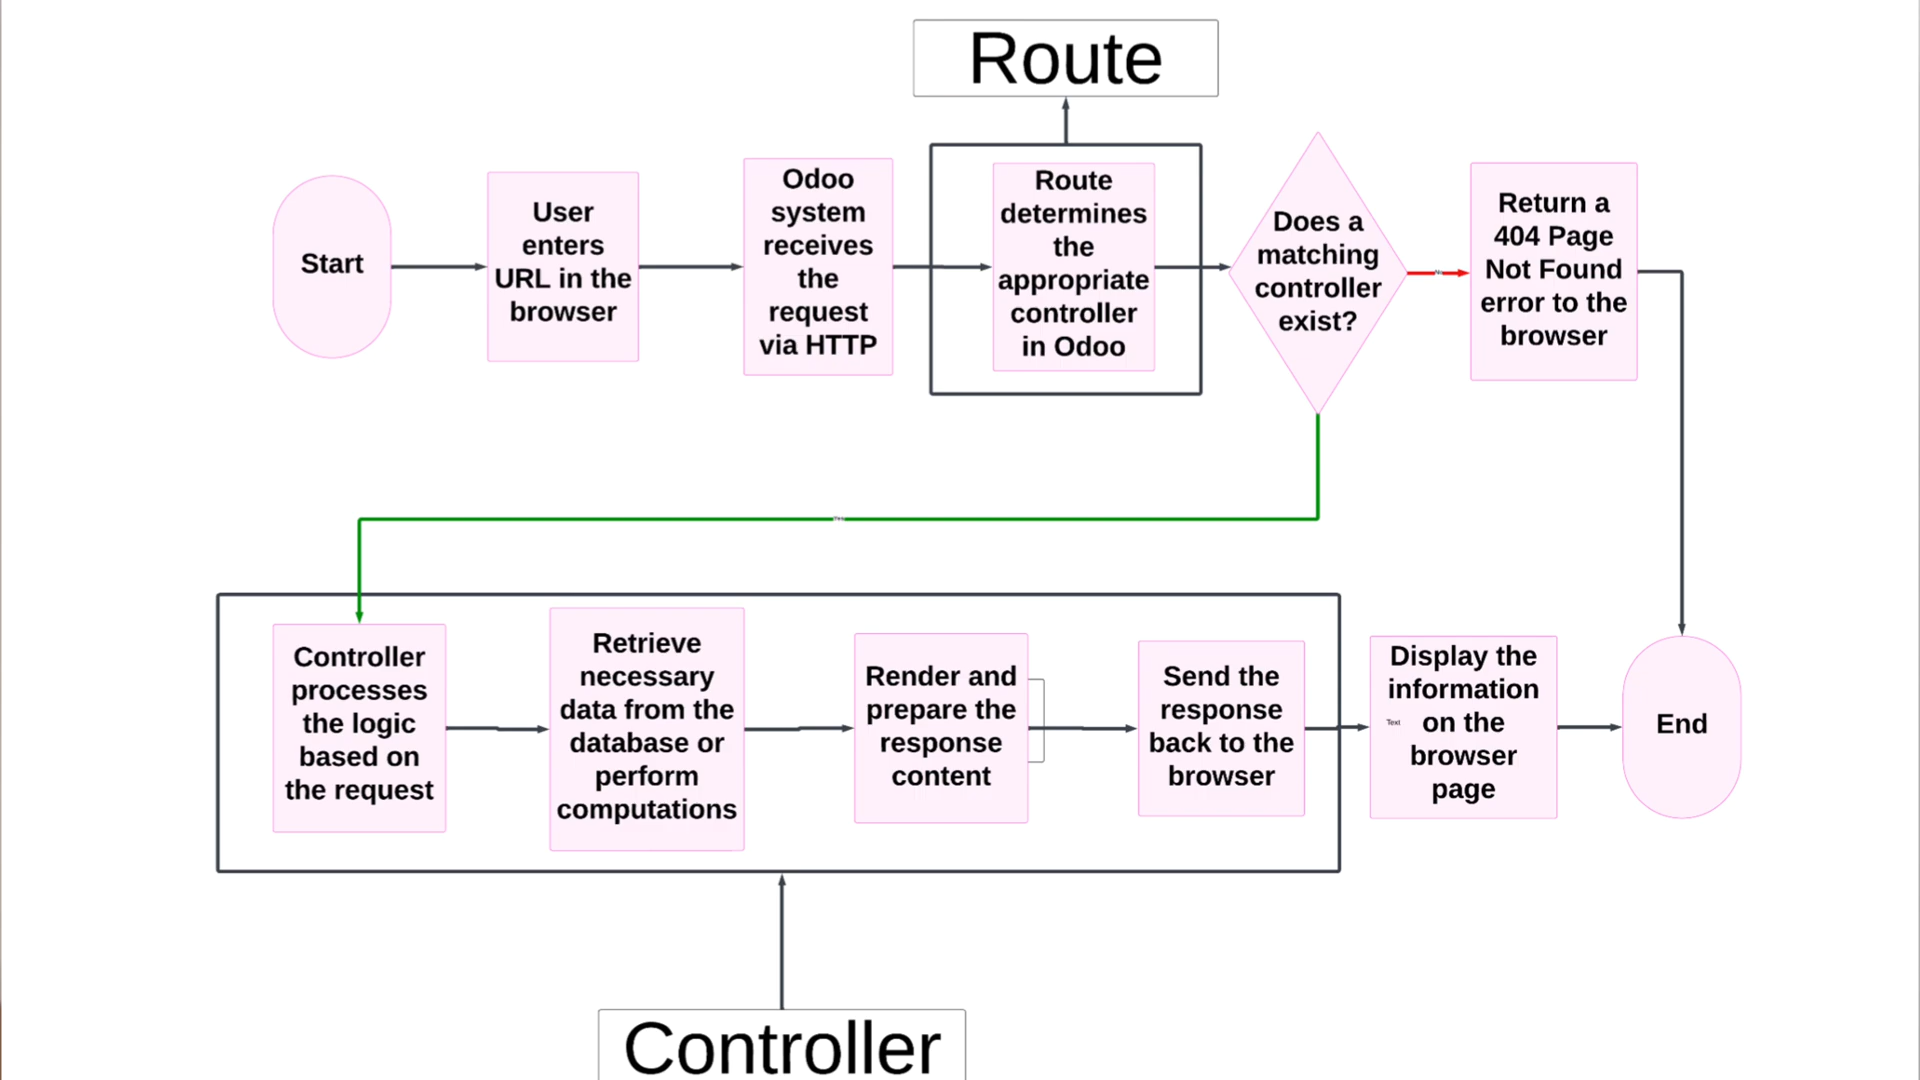 Route
Start
User
enters
URL in the
browser
Odoo
system
receives
the
request
via HTTP
Route
determines
the
appropriate
controller
in Odoo
Does a
matching
controller
exist?
No
Return a
404 Page
Not Found
error to the
browser
Yes
Controller
processes
the logic
based on
the request
Retrieve
necessary
data from the
database or
perform
computations
Render and
prepare the
response
content
Send the
response
back to the
browser
Display the
information
Text
on the
browser
page
End
Controller